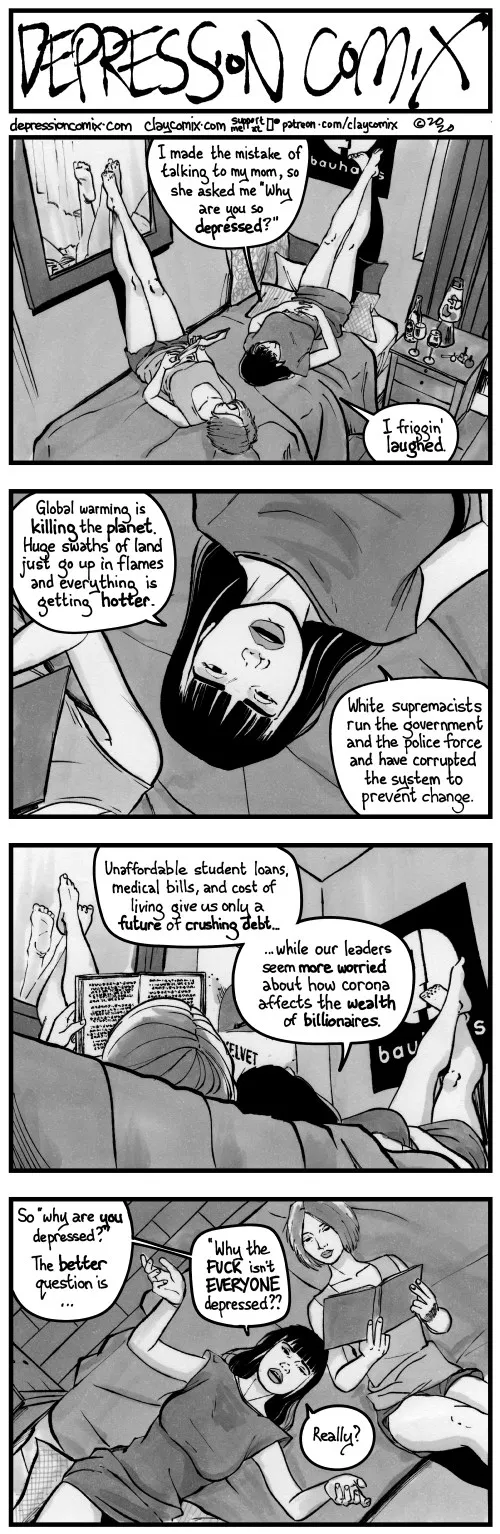 DEPRESSION COMIX
depressioncomix.com claycomix.com Support me at patreon.com/claycomix ©2020
I made the mistake of
talking to my mom, so
she asked me "Why
are you so
depressed?"
bauhaus
I friggin'
laughed.
Global warming is
killing the planet.
Huge swaths of land
just go up in flames
and everything is
getting hotter.
White supremacists
run the government
and the police force
and have corrupted
the system to
prevent change.
Unaffordable student loans,
medical bills, and cost of
living give us only a
future of crushing debt...
...while our leaders
seem more worried
about how corona
affects the wealth
of billionaires.
ELVET
bau s
So "why are you
depressed?"
The better
question is
...
"Why the
FUCK isn't
EVERYONE
depressed??
Really?